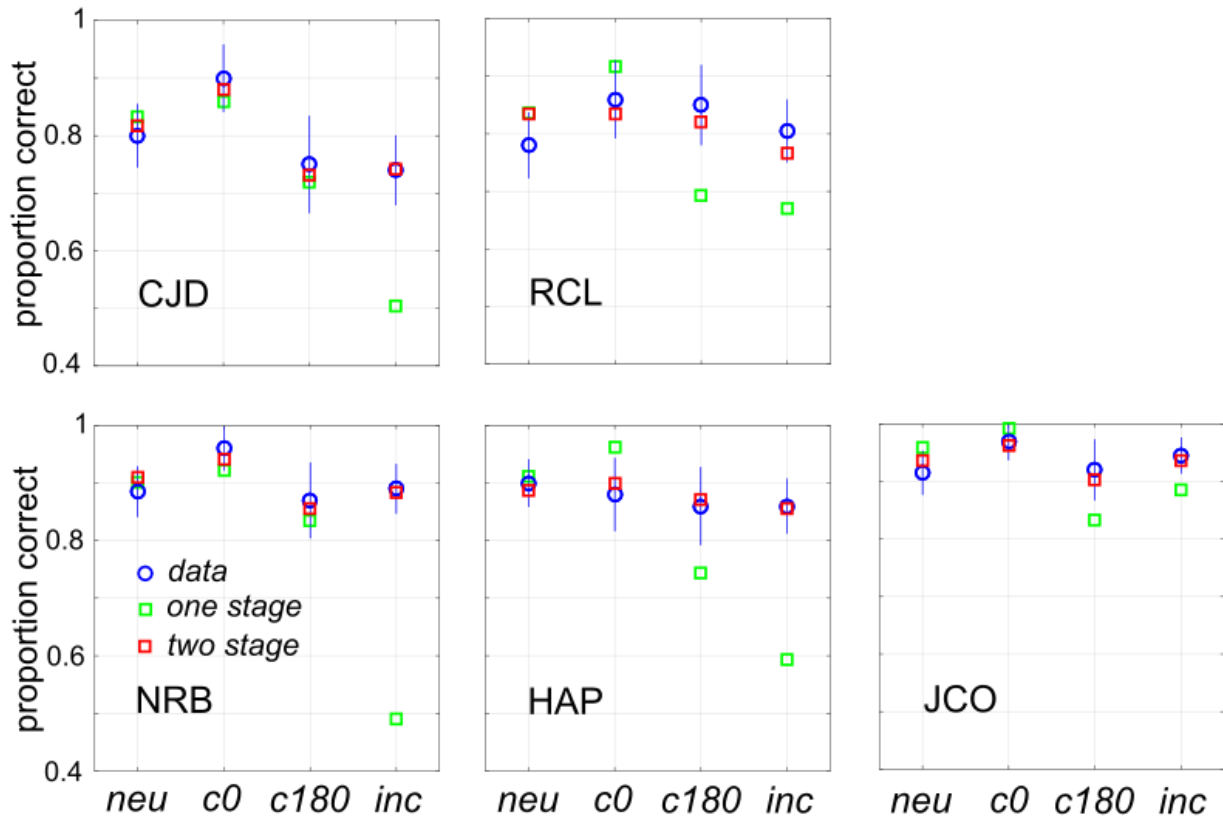 proportion correct
1
0.8
0.6
0.4
CJD
RCL
proportion correct
1
0.8
0.6
0.4
data
one stage
two stage
NRB
HAP
JCO
neu c0 c180 inc
neu c0 c180 inc
neu c0 c180 inc